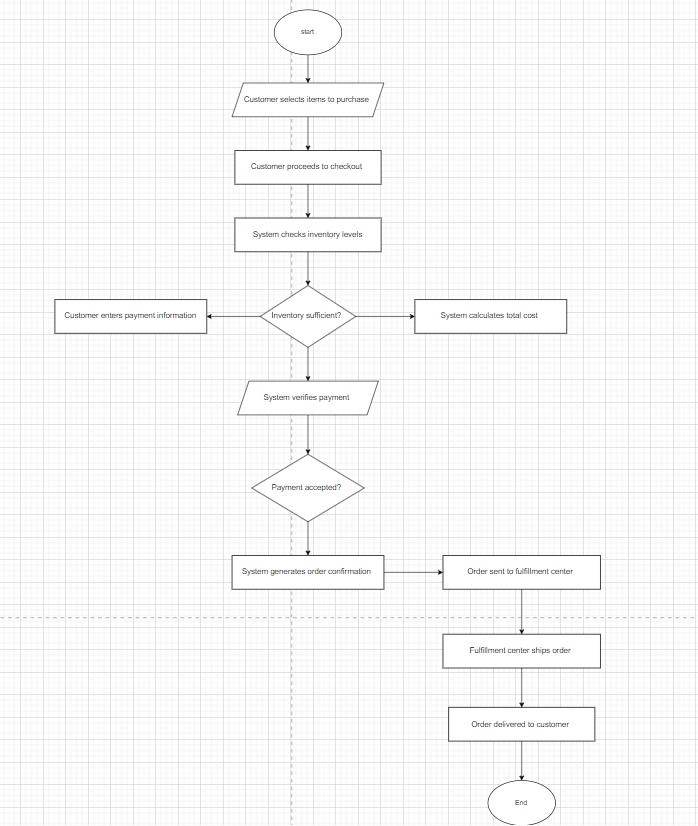 start
Customer selects items to purchase
Customer proceeds to checkout
System checks inventory levels
Customer enters payment information
Inventory sufficient?
System calculates total cost
System verifies payment
Payment accepted?
System generates order confirmation
Order sent to fulfillment center
Fulfillment center ships order
Order delivered to customer
End